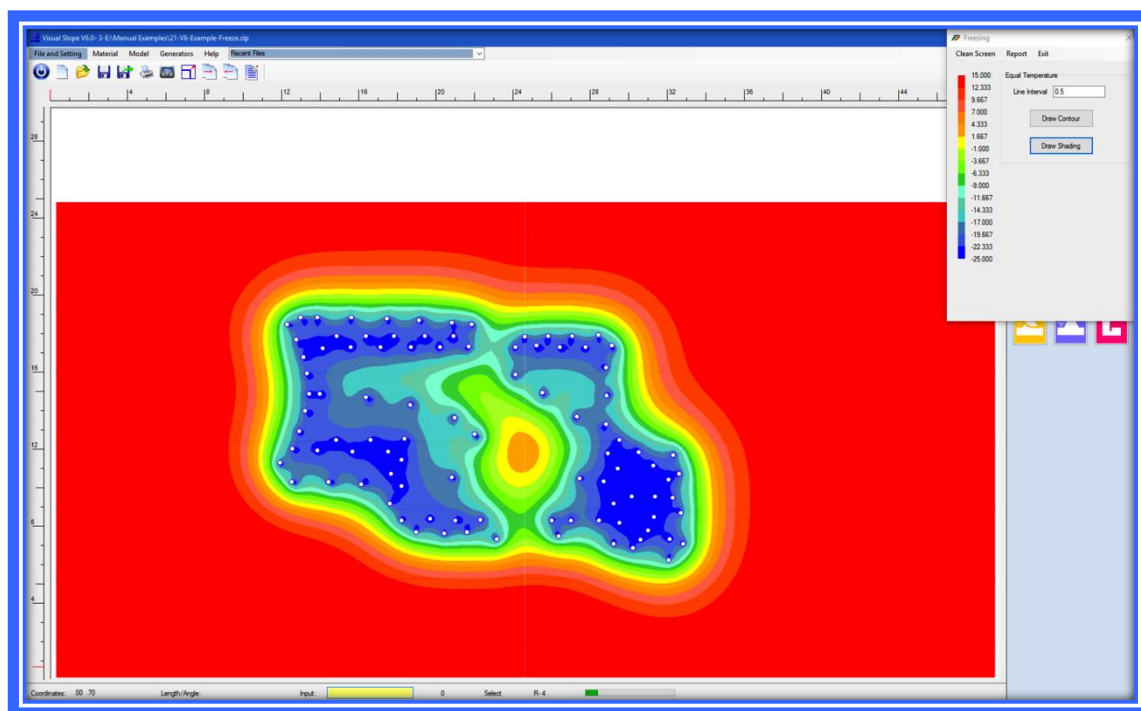 Visual Slope V6.0- 3-E:\Manual Examples\21-V6-Example-Freeze.slp
File and Setting Material Model Generators Help Recent Files
Freezing
Clean Screen Report Exit
15.000
12.333
9.667
7.000
4.333
1.667
-1.000
-3.667
-6.333
-9.000
-11.667
-14.333
-17.000
-19.667
-22.333
-25.000
Equal Temperature
Line Interval 0.5
Draw Contour
Draw Shading
4 8 12 16 20 24 28 32 36 40 44
28
24
20
16
12
8
4
Coordinates: .00 .70 Length/Angle: Input: 0 Select R- 4